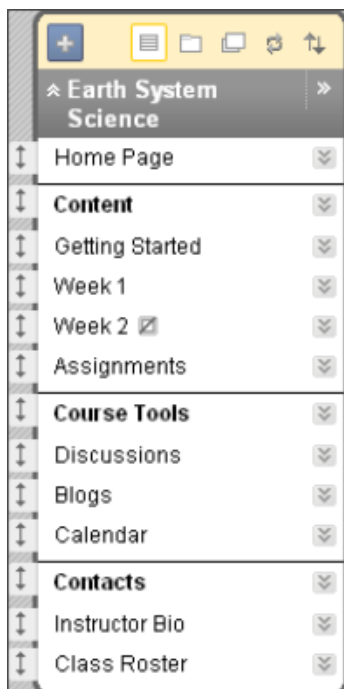 Earth System
Science
Home Page
Content
Getting Started
Week 1
Week 2
Assignments
Course Tools
Discussions
Blogs
Calendar
Contacts
Instructor Bio
Class Roster